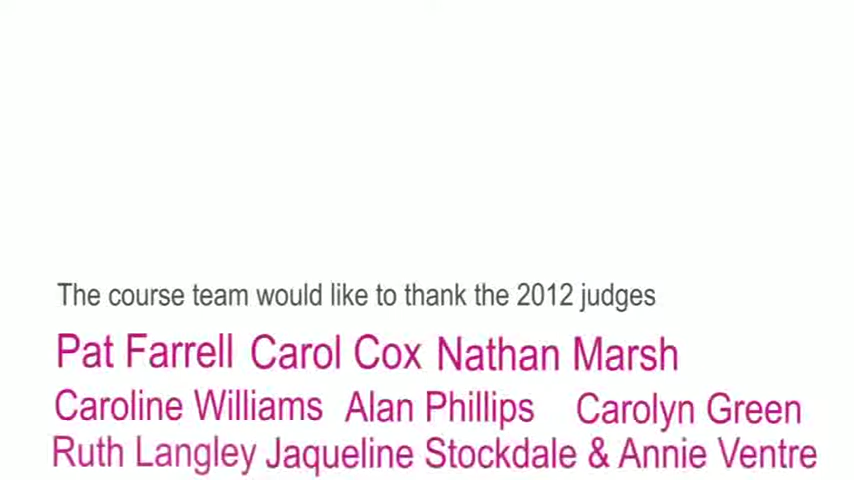 The course team would like to thank the 2012 judges
Pat Farrell Carol Cox Nathan Marsh
Caroline Williams Alan Phillips Carolyn Green
Ruth Langley Jaqueline Stockdale & Annie Ventre